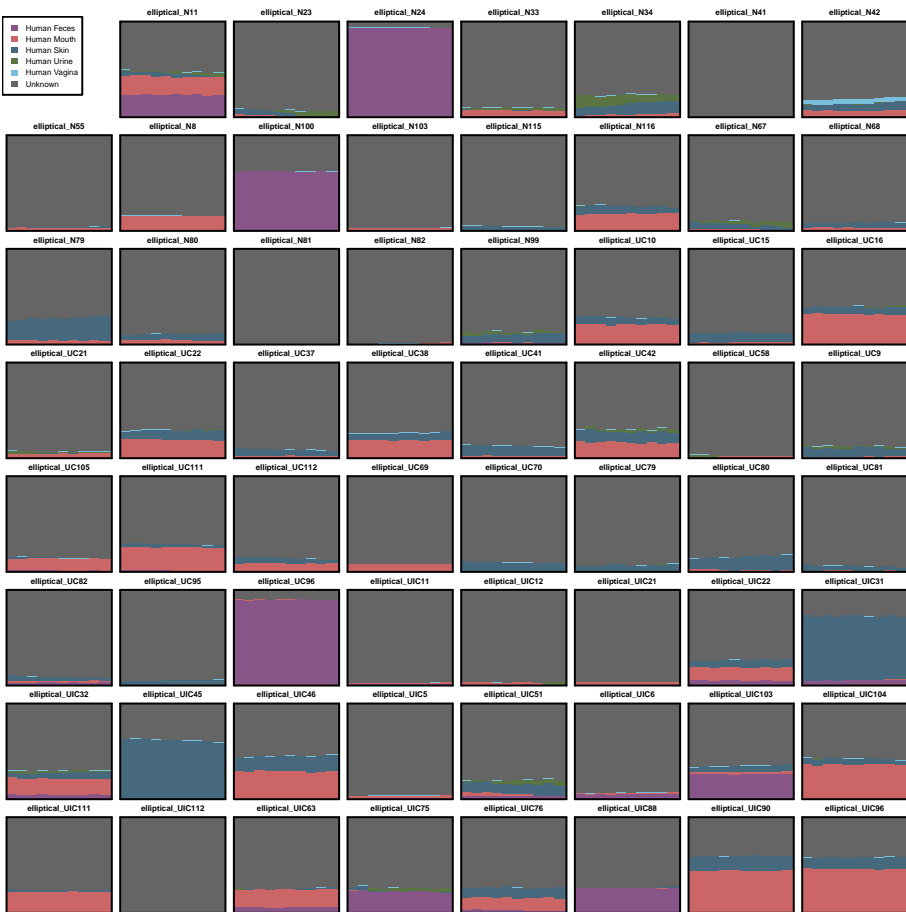 elliptical_N11 elliptical_N23 elliptical_N24 elliptical_N33 elliptical_N34 elliptical_N41 elliptical_N42
Human Feces
Human Mouth
Human Skin
Human Urine
Human Vagina
Unknown
elliptical_N55 elliptical_N8 elliptical_N100 elliptical_N103 elliptical_N115 elliptical_N116 elliptical_N67 elliptical_N68
elliptical_N79 elliptical_N80 elliptical_N81 elliptical_N82 elliptical_N99 elliptical_UC10 elliptical_UC15 elliptical_UC16
elliptical_UC21 elliptical_UC22 elliptical_UC37 elliptical_UC38 elliptical_UC41 elliptical_UC42 elliptical_UC58 elliptical_UC9
elliptical_UC105 elliptical_UC111 elliptical_UC112 elliptical_UC69 elliptical_UC70 elliptical_UC79 elliptical_UC80 elliptical_UC81
elliptical_UC82 elliptical_UC95 elliptical_UC96 elliptical_UIC11 elliptical_UIC12 elliptical_UIC21 elliptical_UIC22 elliptical_UIC31
elliptical_UIC32 elliptical_UIC45 elliptical_UIC46 elliptical_UIC5 elliptical_UIC51 elliptical_UIC6 elliptical_UIC103 elliptical_UIC104
elliptical_UIC111 elliptical_UIC112 elliptical_UIC63 elliptical_UIC75 elliptical_UIC76 elliptical_UIC88 elliptical_UIC90 elliptical_UIC96